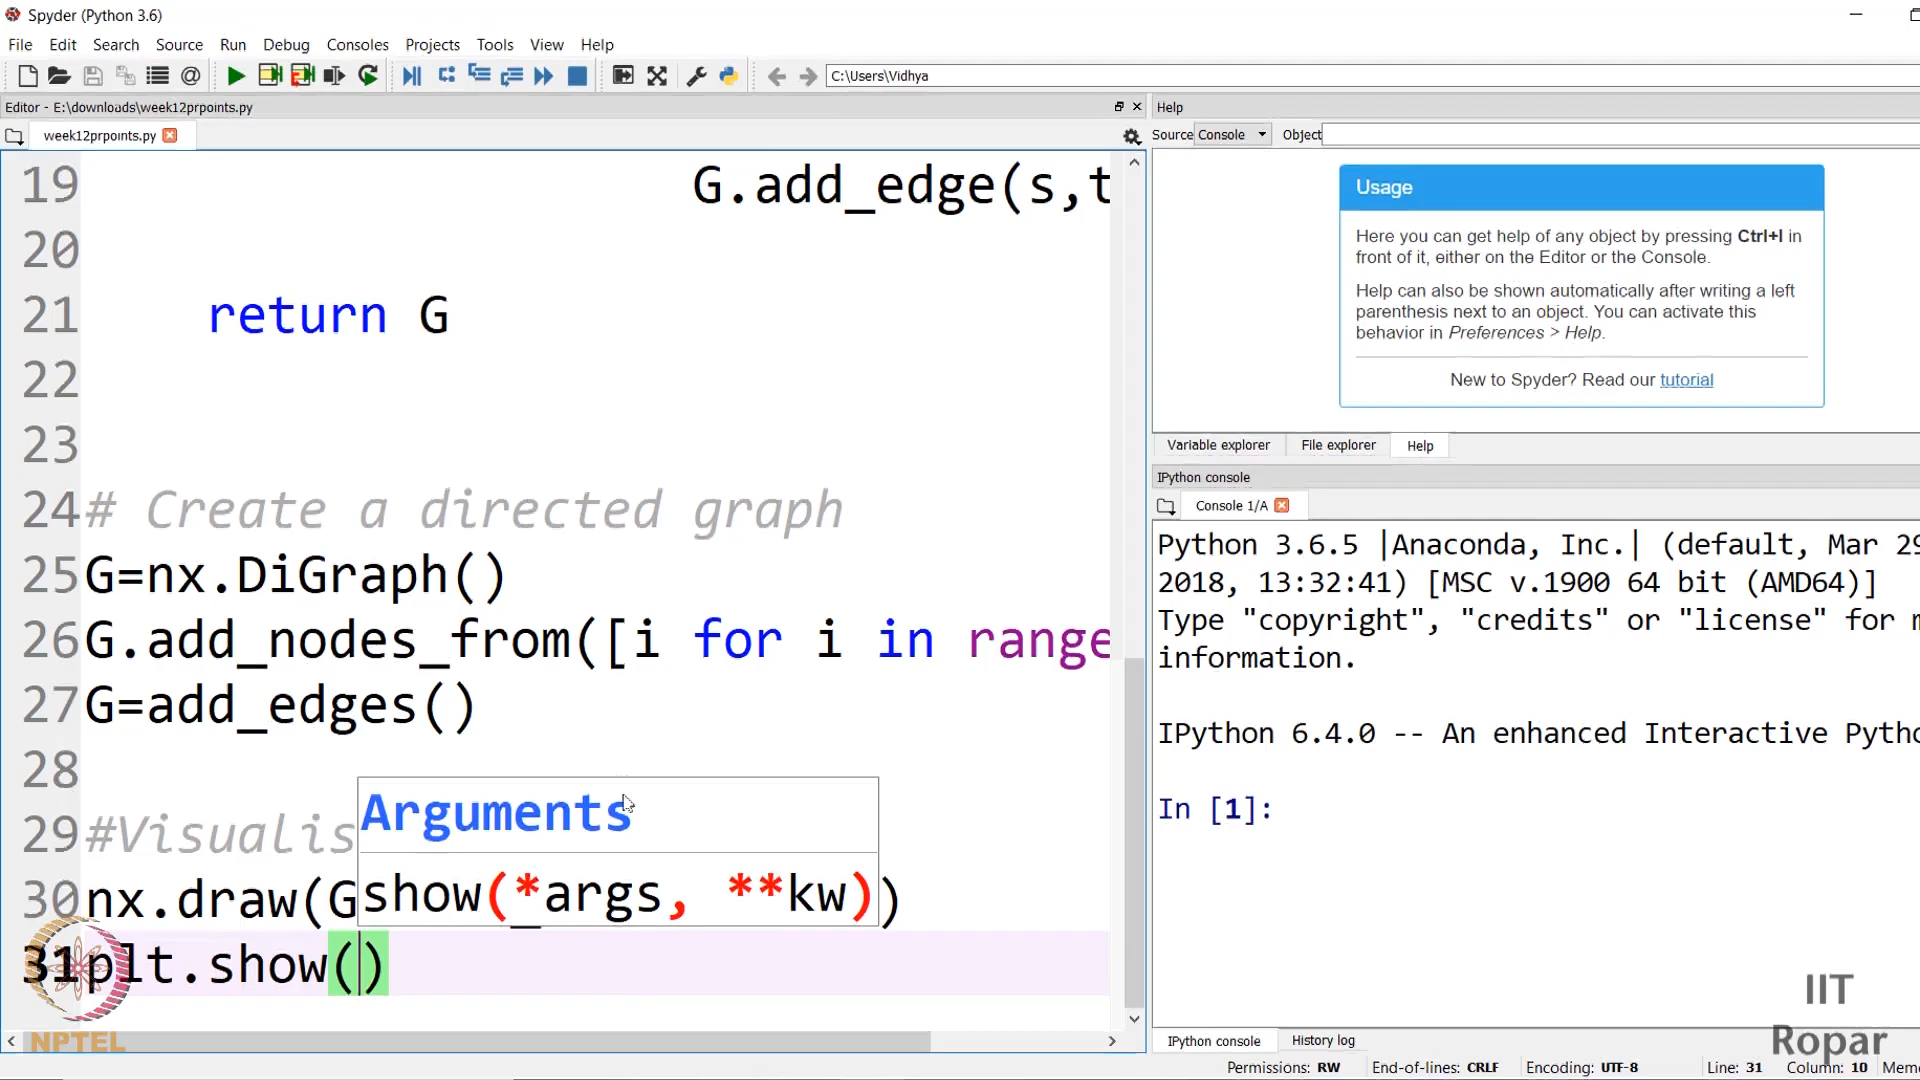 Spyder (Python 3.6)
File Edit Search Source Run Debug Consoles Projects Tools View Help
C:\Users\Vidhya
Editor - E:\downloads\week12prpoints.py
week12prpoints.py
19 G.add_edge(s,t
20
21 return G
22
23
24 # Create a directed graph
25 G=nx.DiGraph()
26 G.add_nodes_from([i for i in range
27 G=add_edges()
28
29 #Visualis
30 nx.draw(G )
31 plt.show()
Arguments
show(*args, **kw)
NPTEL
Help
Source Console Object
Usage
Here you can get help of any object by pressing Ctrl+I in
front of it, either on the Editor or the Console.
Help can also be shown automatically after writing a left
parenthesis next to an object. You can activate this
behavior in Preferences > Help.
New to Spyder? Read our tutorial
Variable explorer File explorer Help
IPython console
Console 1/A
Python 3.6.5 |Anaconda, Inc.| (default, Mar 29
2018, 13:32:41) [MSC v.1900 64 bit (AMD64)]
Type "copyright", "credits" or "license" for m
information.
IPython 6.4.0 -- An enhanced Interactive Pytho
In [1]:
IIT
Ropar
IPython console History log
Permissions: RW End-of-lines: CRLF Encoding: UTF-8 Line: 31 Column: 10 Mem